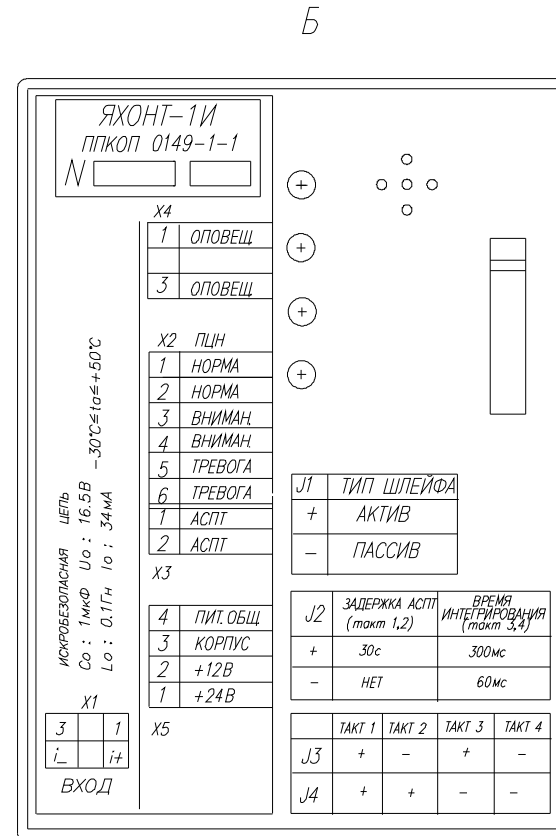 Б
ЯХОНТ-1И
ППКОП 0149-1-1
N
X4
1 ОПОВЕЩ.
3 ОПОВЕЩ.
X2 ПЦН
1 НОРМА
2 НОРМА
3 ВНИМАН.
4 ВНИМАН.
5 ТРЕВОГА
6 ТРЕВОГА
1 АСПТ
2 АСПТ
X3
4 ПИТ. ОБЩ.
3 КОРПУС
2 +12В
1 +24В
X5
ИСКРОБЕЗОПАСНАЯ ЦЕПЬ -30°С≤ta≤+50°С
Co : 1мкФ Uo : 16.5В
Lo : 0.1Гн Io : 34мА
X1
3 1
i_ i+
ВХОД
J1 ТИП ШЛЕЙФА
+ АКТИВ
- ПАССИВ
J2 ЗАДЕРЖКА АСПТ (такт 1,2) ВРЕМЯ ИНТЕГРИРОВАНИЯ (такт 3,4)
+ 30с 300мс
- НЕТ 60мс
ТАКТ 1 ТАКТ 2 ТАКТ 3 ТАКТ 4
J3 + - + -
J4 + + - -